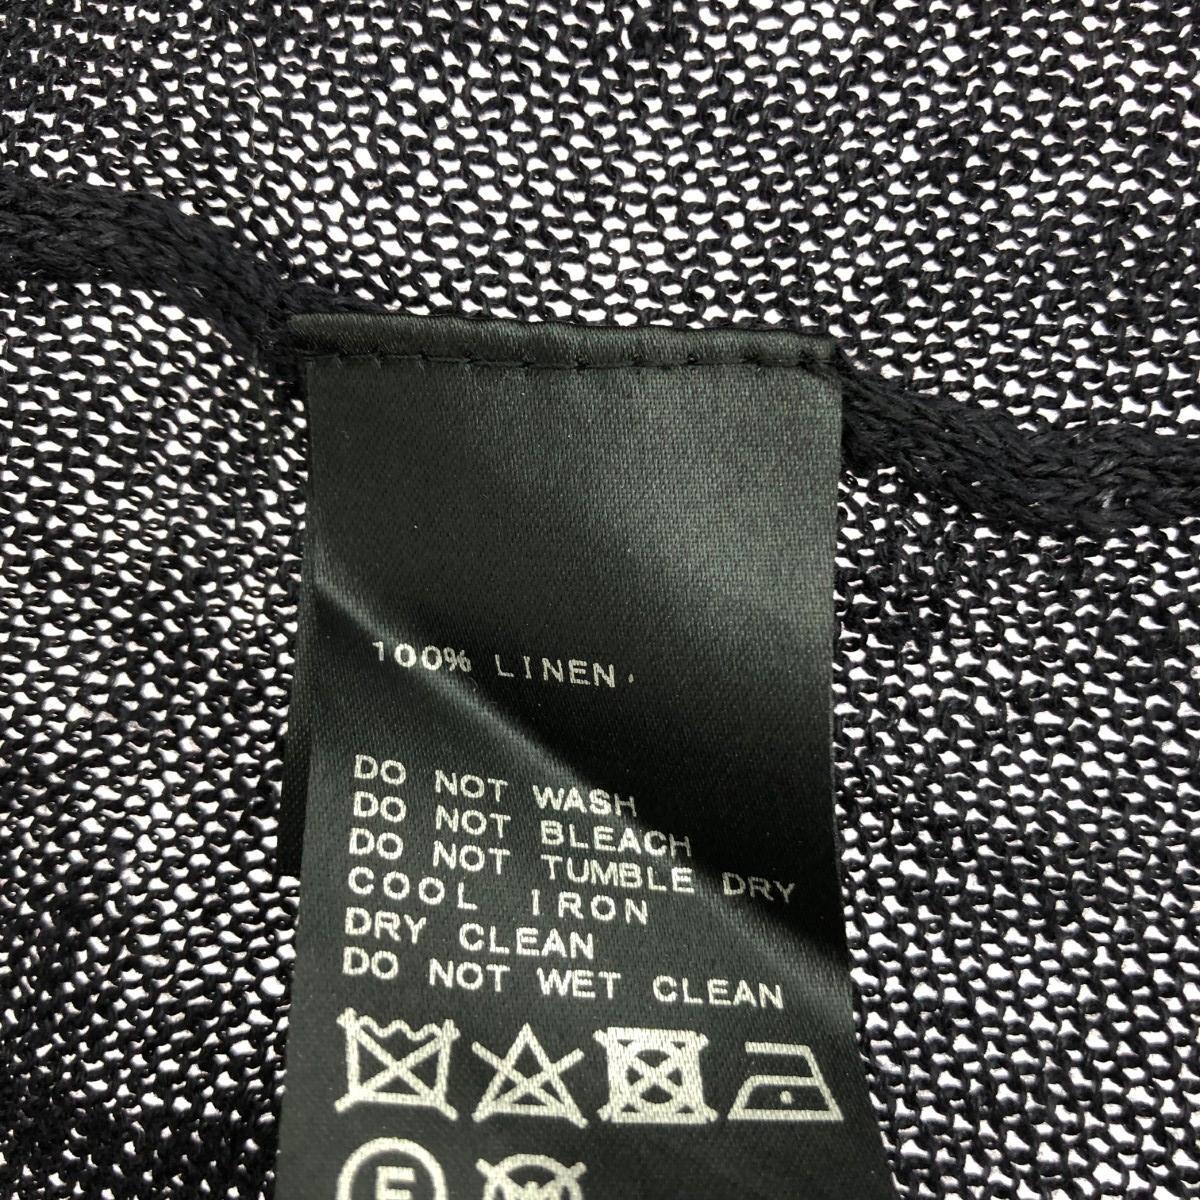 100% LINEN
DO NOT WASH
DO NOT BLEACH
DO NOT TUMBLE DRY
COOL IRON
DRY CLEAN
DO NOT WET CLEAN